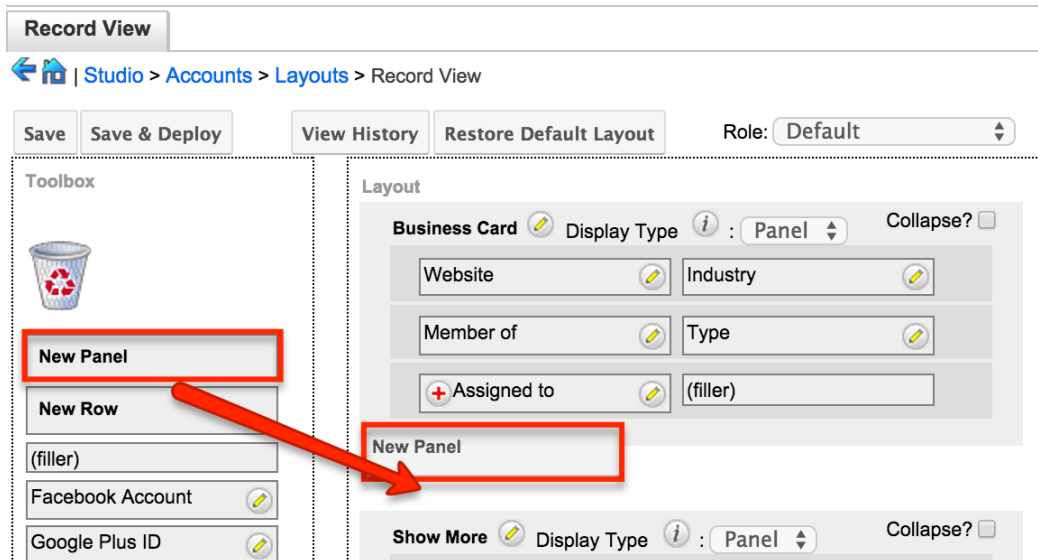 Record View
| Studio > Accounts > Layouts > Record View
Save Save & Deploy View History Restore Default Layout Role: Default
Toolbox
New Panel
New Row
(filler)
Facebook Account
Google Plus ID
Layout
Business Card Display Type i : Panel Collapse?
Website Industry
Member of Type
Assigned to (filler)
New Panel
Show More Display Type i : Panel Collapse?